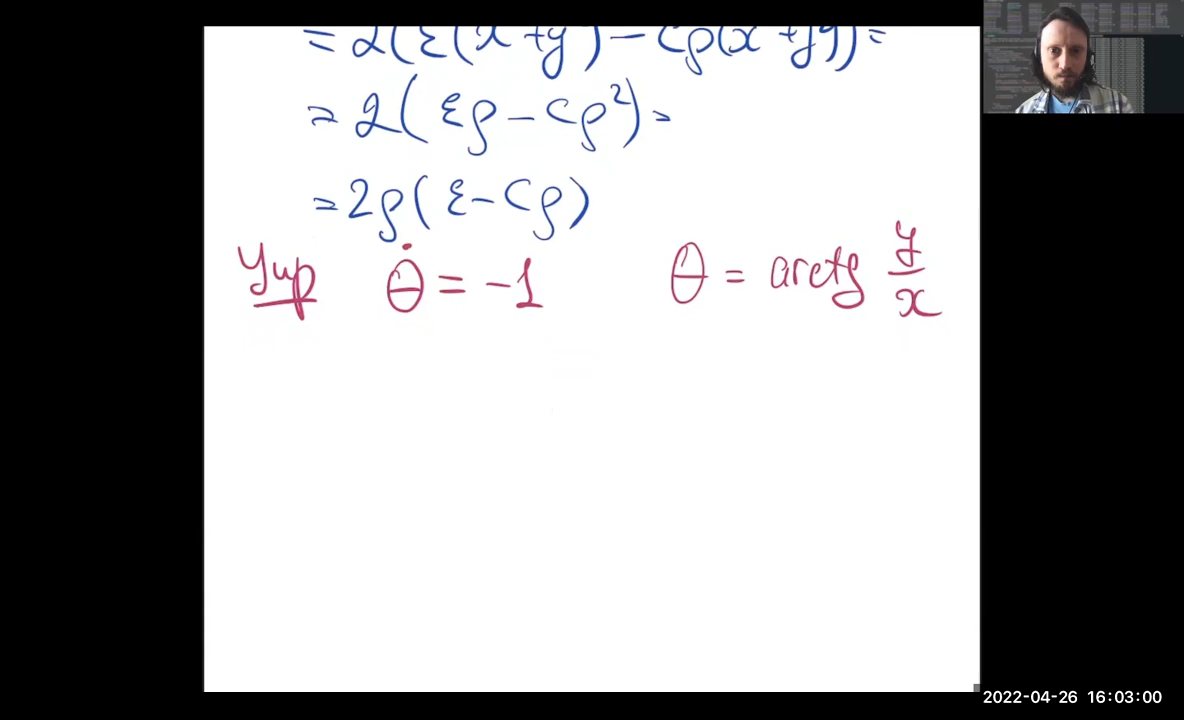 = 2(ε(x²+y²) − Cρ(x²+y²)) =
= 2(ερ − Cρ²) =
= 2ρ(ε − Cρ)
Упр θ̇ = −1 θ = arctg y/x
2022-04-26 16:03:00